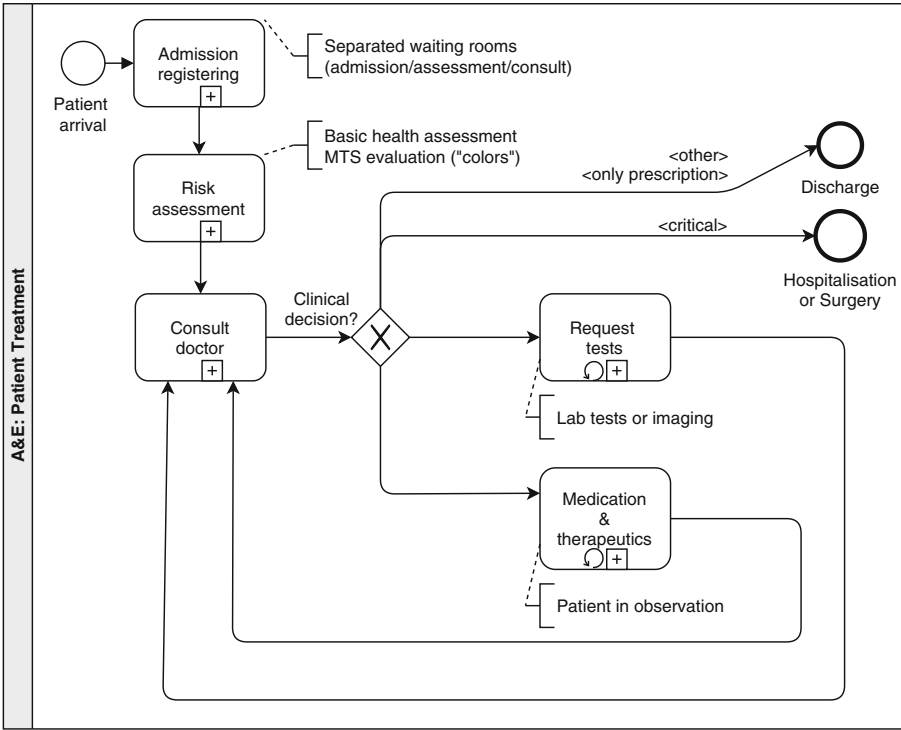 A&E: Patient Treatment
Patient
arrival
Admission
registering
+
Separated waiting rooms
(admission/assessment/consult)
Risk
assessment
+
Basic health assessment
MTS evaluation ("colors")
Consult
doctor
+
Clinical
decision?
X
<other>
<only prescription>
Discharge
<critical>
Hospitalisation
or Surgery
Request
tests
+
Lab tests or imaging
Medication
&
therapeutics
+
Patient in observation